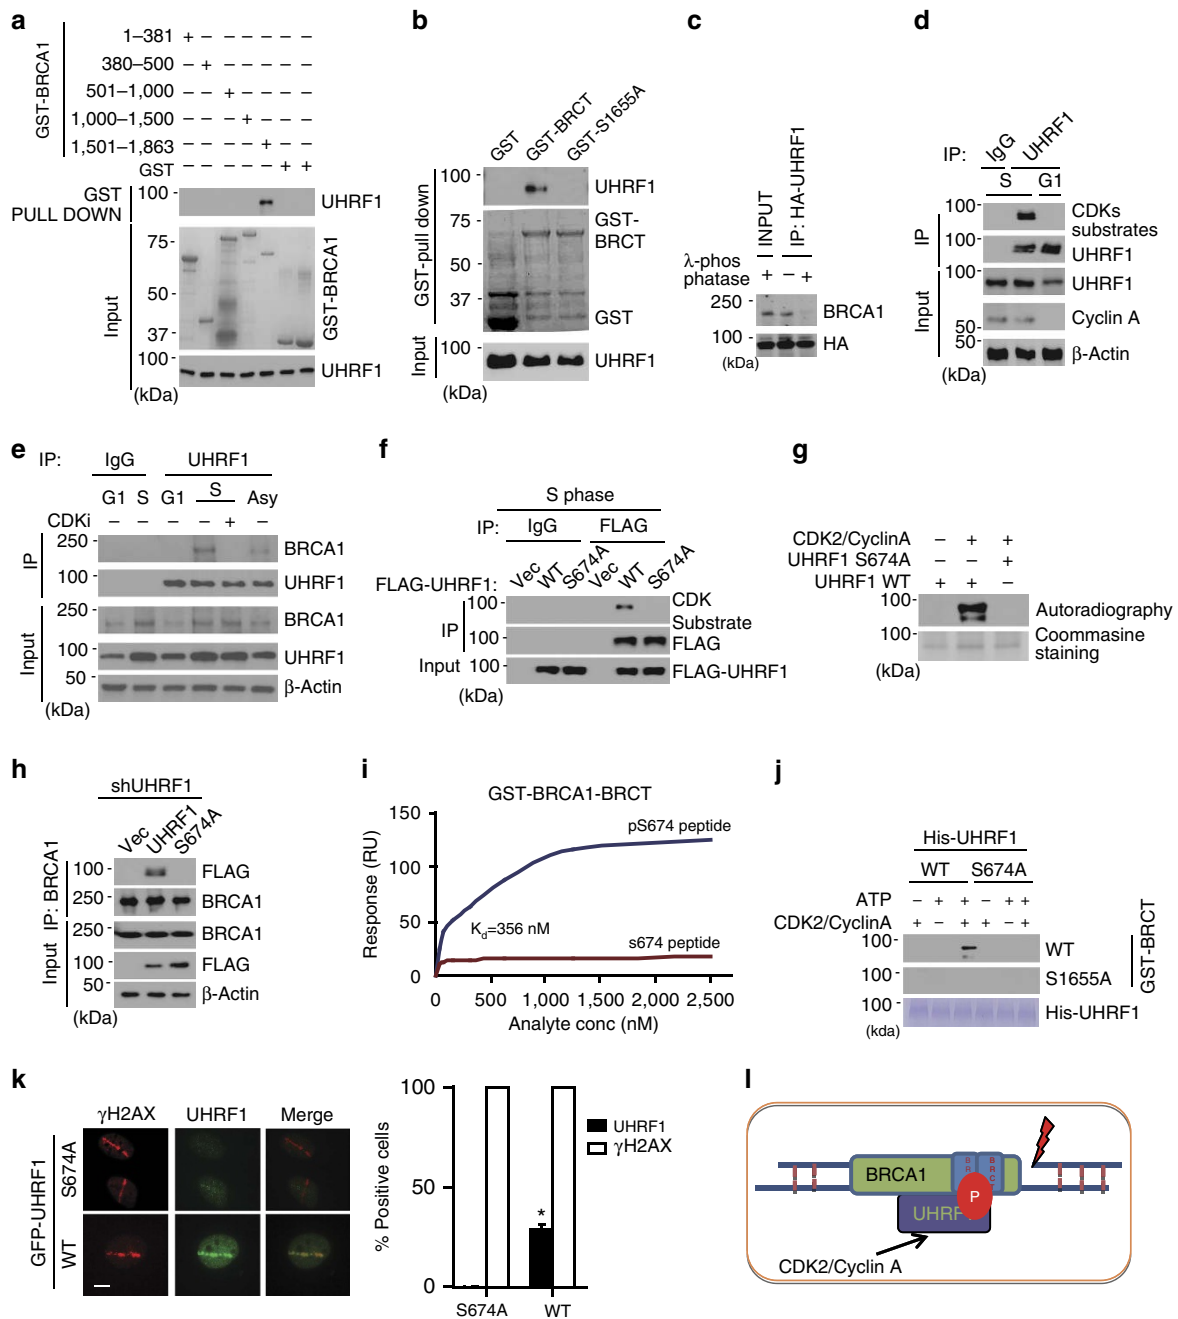 a
GST-BRCA1
1–381 + – – – – – –
380–500 – + – – – – –
501–1,000 – – + – – – –
1,000–1,500 – – – + – – –
1,501–1,863 – – – – + – –
GST – – – – – + +
GST
PULL DOWN
100 -
UHRF1
Input
75-
50-
37
GST-BRCA1
100 -
UHRF1
(kDa)
b
GST
GST-BRCT
GST-S1655A
GST-pull down
100 -
UHRF1
75-
50 -
37 -
GST-
BRCT
GST
Input
100 -
UHRF1
(kDa)
c
INPUT
IP: HA-UHRF1
λ-phos
phatase + – +
250 -
BRCA1
100 -
HA
(kDa)
d
IP:
IgG
UHRF1
S
G1
IP
100-
CDKs
substrates
100-
UHRF1
Input
100-
UHRF1
50-
Cyclin A
50-
β-Actin
(kDa)
e
IP:
IgG
UHRF1
G1 S G1 S Asy
CDKi – – – – + –
IP
250 -
BRCA1
100 -
UHRF1
Input
250 -
BRCA1
100 -
UHRF1
50 -
β-Actin
(kDa)
f
S phase
IP:
IgG
FLAG
FLAG-UHRF1:
Vec
WT
S674A
Vec
WT
S674A
IP
100-
CDK
Substrate
100-
FLAG
Input
100-
FLAG-UHRF1
(kDa)
g
CDK2/CyclinA – + +
UHRF1 S674A – – +
UHRF1 WT + + –
100-
Autoradiography
100-
Coommasine
staining
(kDa)
h
shUHRF1
Vec
UHRF1
S674A
IP: BRCA1
100-
FLAG
250-
BRCA1
Input
250-
BRCA1
100 -
FLAG
50-
β-Actin
(kDa)
i
GST-BRCA1-BRCT
Response (RU)
150
100
50
0
pS674 peptide
Kd=356 nM
s674 peptide
0 500 1,000 1,500 2,000 2,500
Analyte conc (nM)
j
His-UHRF1
WT
S674A
ATP – + + – + +
CDK2/CyclinA + – + + – +
100-
WT
100-
S1655A
GST-BRCT
100 -
His-UHRF1
(kda)
k
γH2AX
UHRF1
Merge
GFP-UHRF1
S674A
WT
% Positive cells
100
50
0
*
UHRF1
γH2AX
S674A
WT
l
BRCA1
P
UHRF
CDK2/Cyclin A